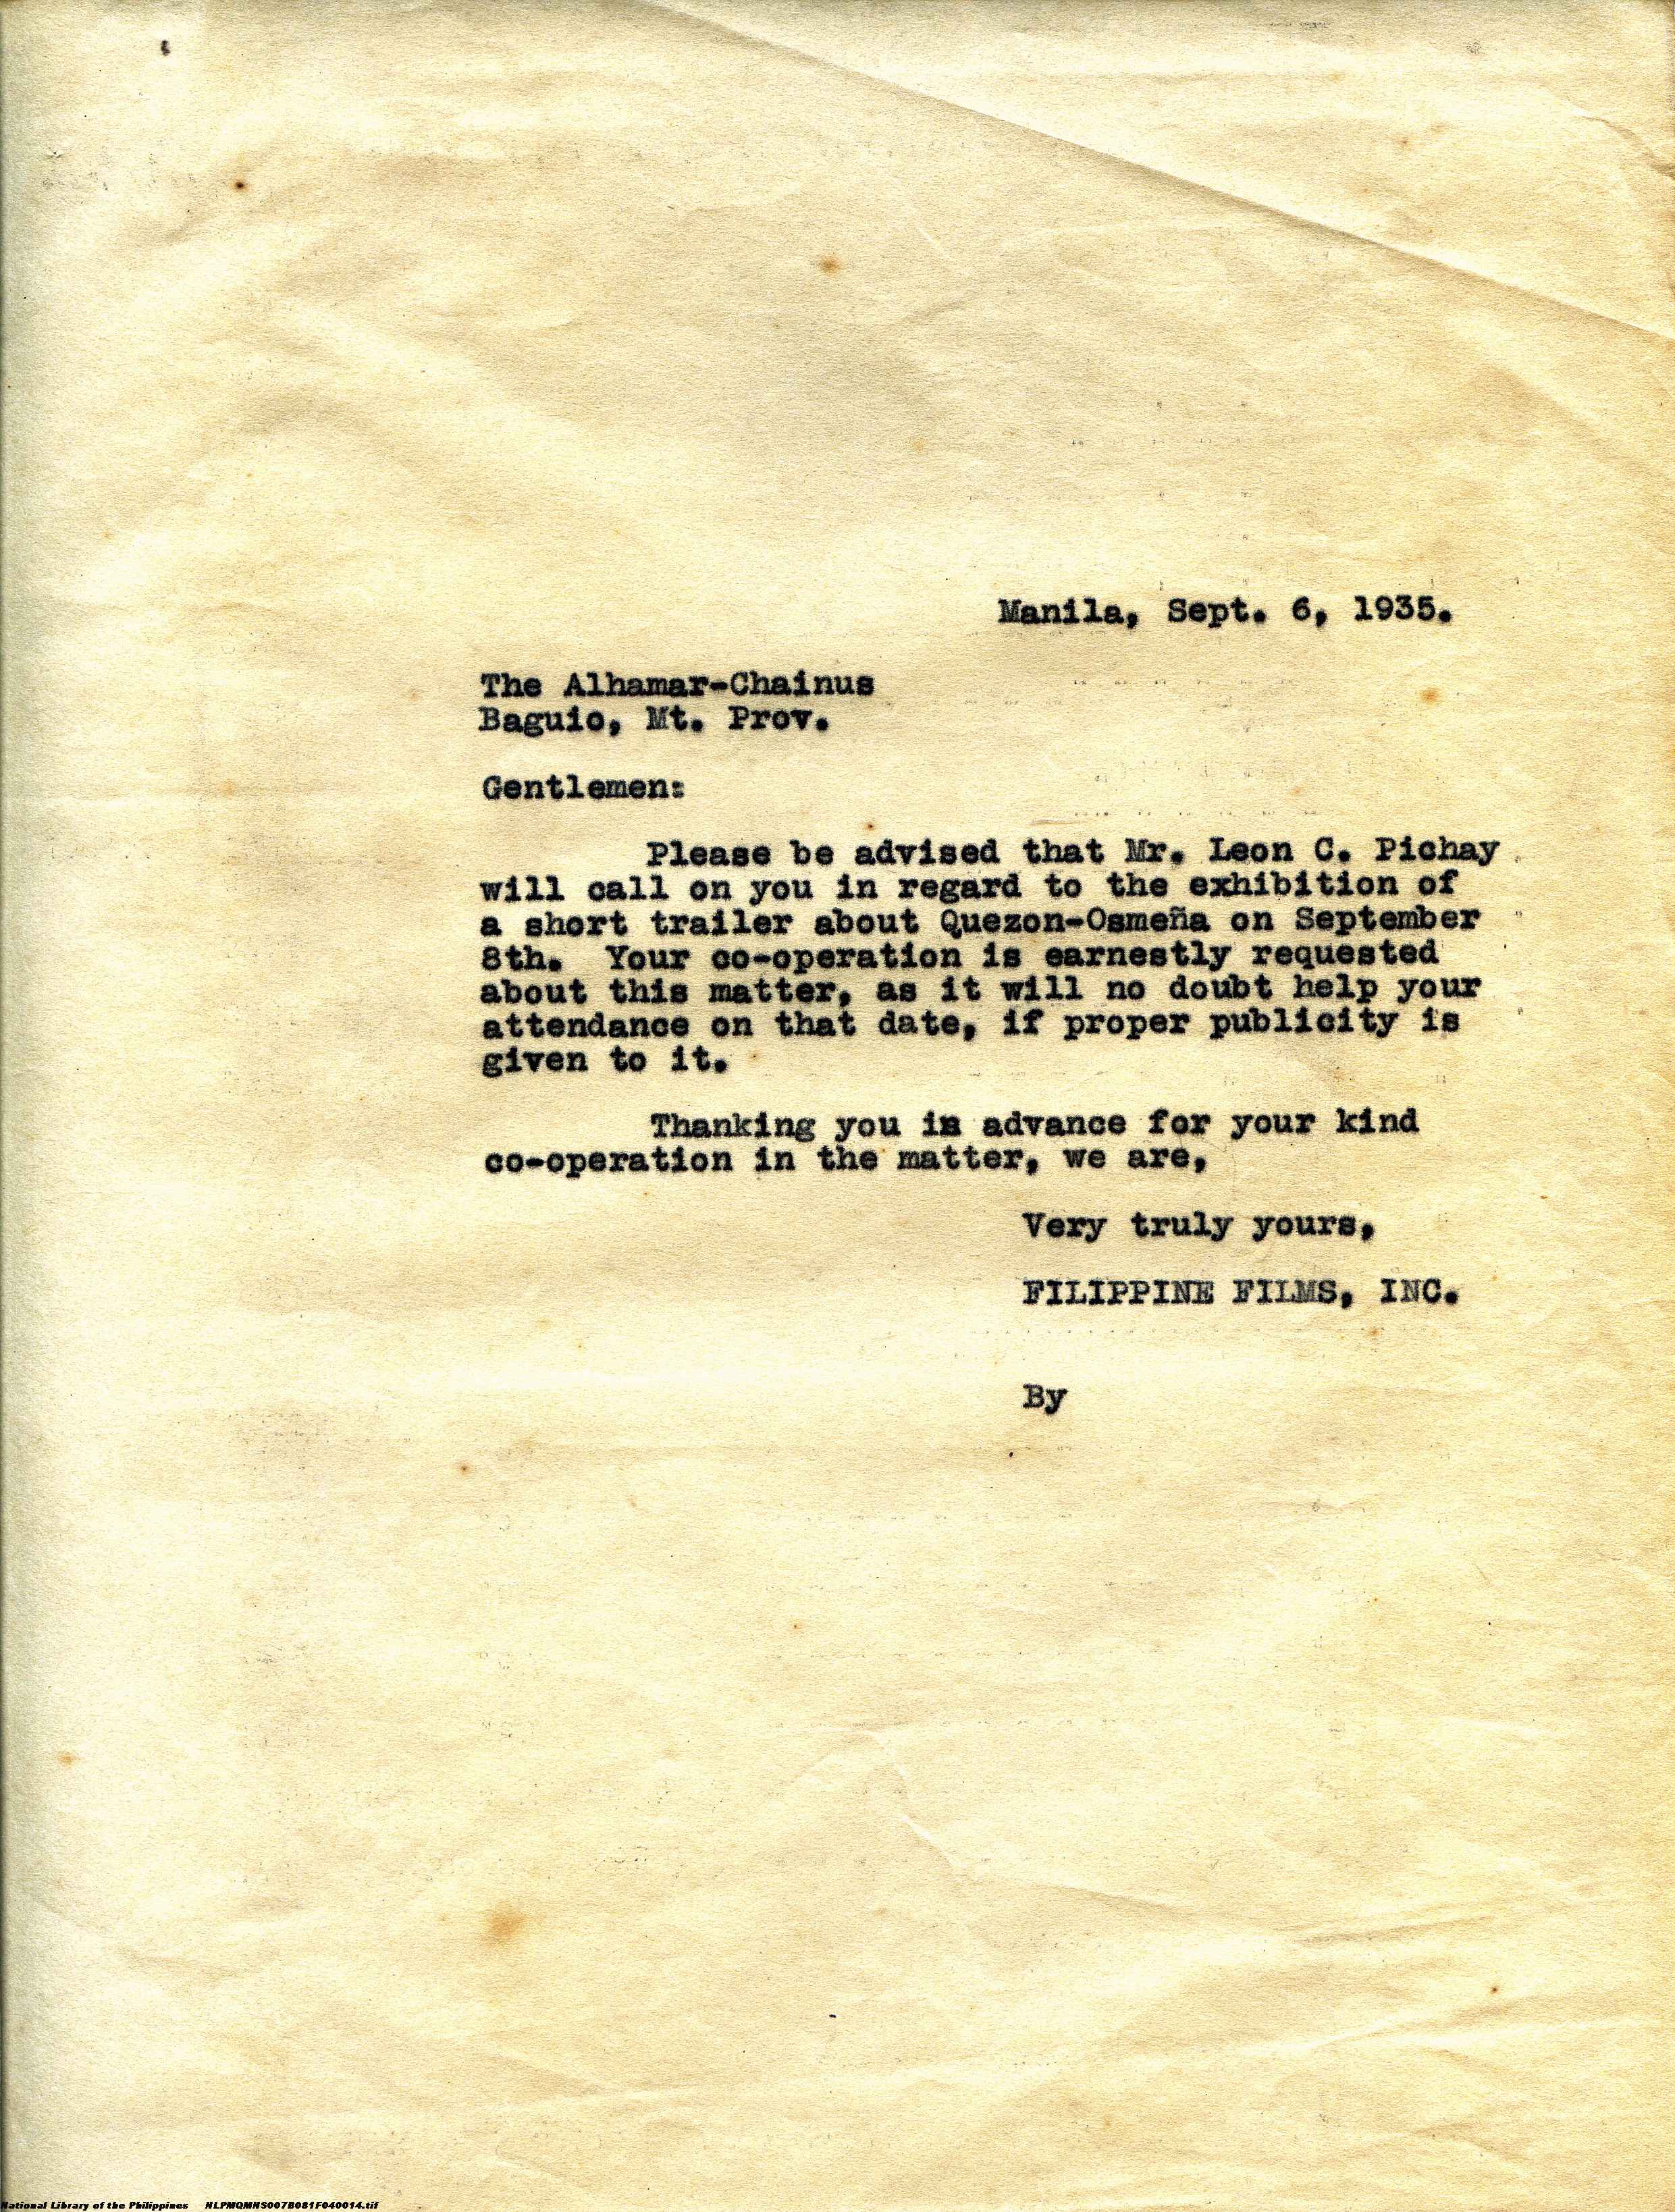 Manila, Sept. 6, 1935.
The Alhamar-Chainus
Baguio, Mt. Prov.
Gentlemen:
Please be advised that Mr. Leon C. Pichay
will call on you in regard to the exhibition of
a short trailer about Quezon-Osmeña on September
8th. Your co-operation is earnestly requested
about this matter, as it will no doubt help your
attendance on that date, if proper publicity is
given to it.
Thanking you in advance for your kind
co-operation in the matter, we are,
Very truly yours,
FILIPPINE FILMS, INC.
By
National Library of the Philippines NLPMQMNS007B081F040014.tif